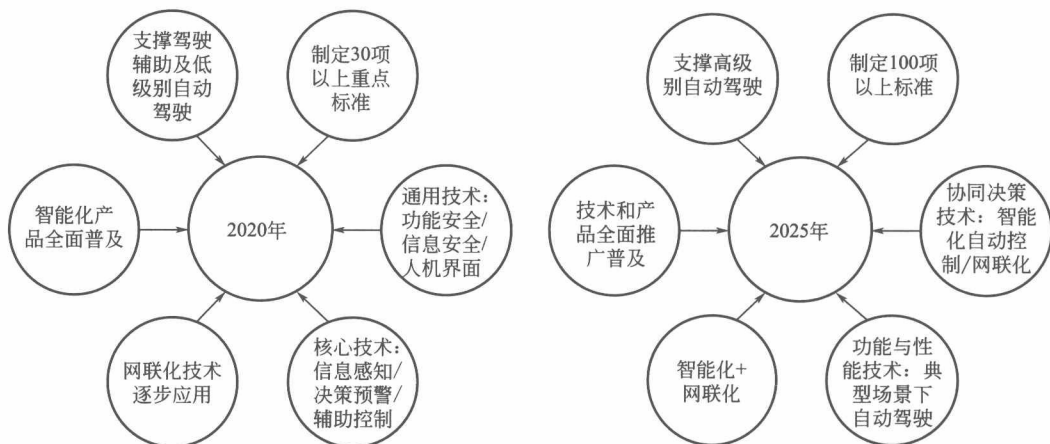 支撑驾驶
辅助及低
级别自动
驾驶
制定30项
以上重点
标准
智能化产
品全面普及
2020年
通用技术：
功能安全/
信息安全/
人机界面
网联化技术
逐步应用
核心技术：
信息感知/
决策预警/
辅助控制
支撑高级
别自动驾驶
制定100项
以上标准
技术和产
品全面推
广普及
2025年
协同决策
技术：智能
化自动控
制/网联化
智能化+
网联化
功能与性
能技术：典
型场景下
自动驾驶